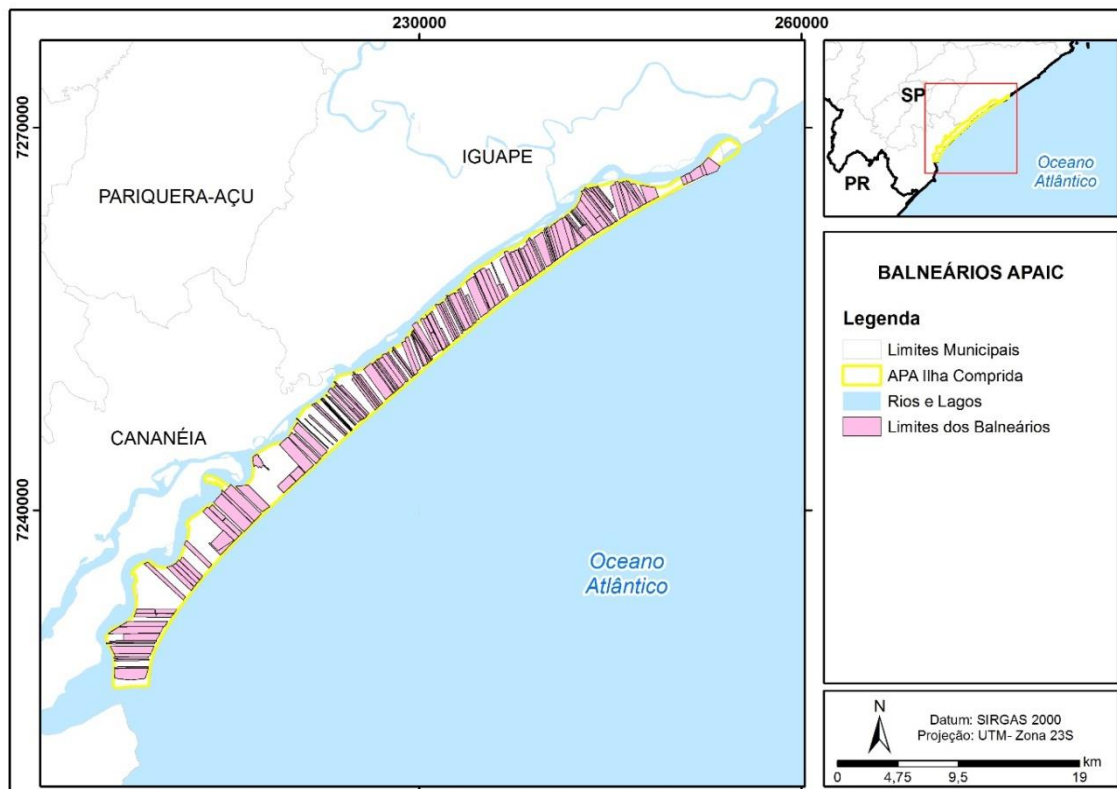 230000
260000
7270000
7240000
IGUAPE
PARIQUERA-AÇU
CANANÉIA
Oceano
Atlântico
SP
PR
Oceano
Atlântico
BALNEÁRIOS APAIC
Legenda
Limites Municipais
APA Ilha Comprida
Rios e Lagos
Limites dos Balneários
N
Datum: SIRGAS 2000
Projeção: UTM- Zona 23S
km
0 4,75 9,5 19